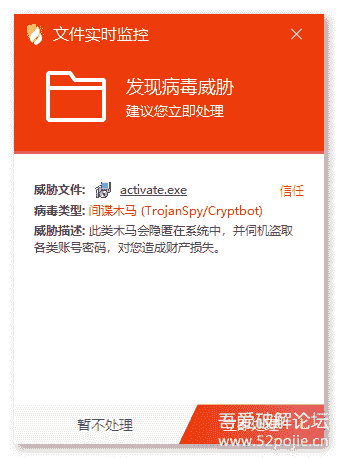 文件实时监控
发现病毒威胁
建议您立即处理
威胁文件: activate.exe 信任
病毒类型: 间谍木马 (TrojanSpy/Cryptbot)
威胁描述: 此类木马会隐匿在系统中，并伺机盗取
各类账号密码，对您造成财产损失。
暂不处理
吾爱破解论坛
www.52pojie.cn